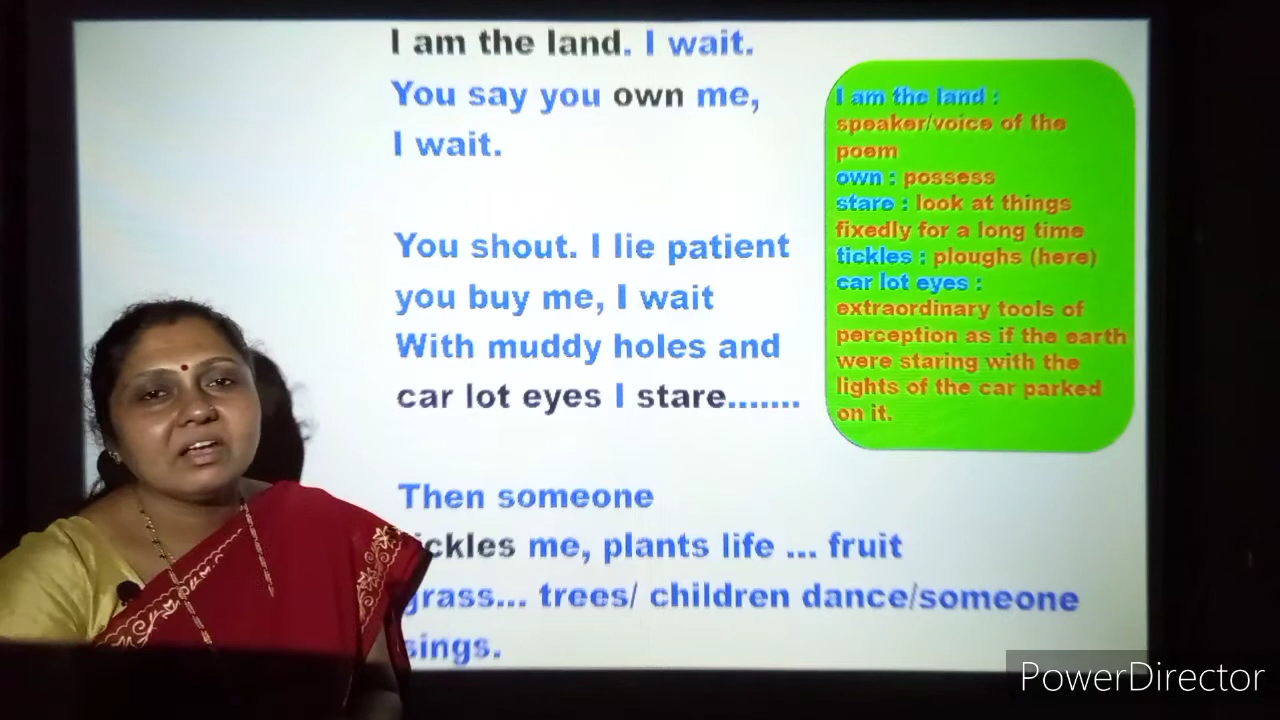 I am the land. I wait.
You say you own me,
I wait.
You shout. I lie patient
you buy me, I wait
With muddy holes and
car lot eyes I stare.......
Then someone
tickles me, plants life ... fruit
grass... trees/ children dance/someone
sings.
I am the land :
speaker/voice of the
poem
own : possess
stare : look at things
fixedly for a long time
tickles : ploughs (here)
car lot eyes :
extraordinary tools of
perception as if the earth
were staring with the
lights of the car parked
on it.
PowerDirector